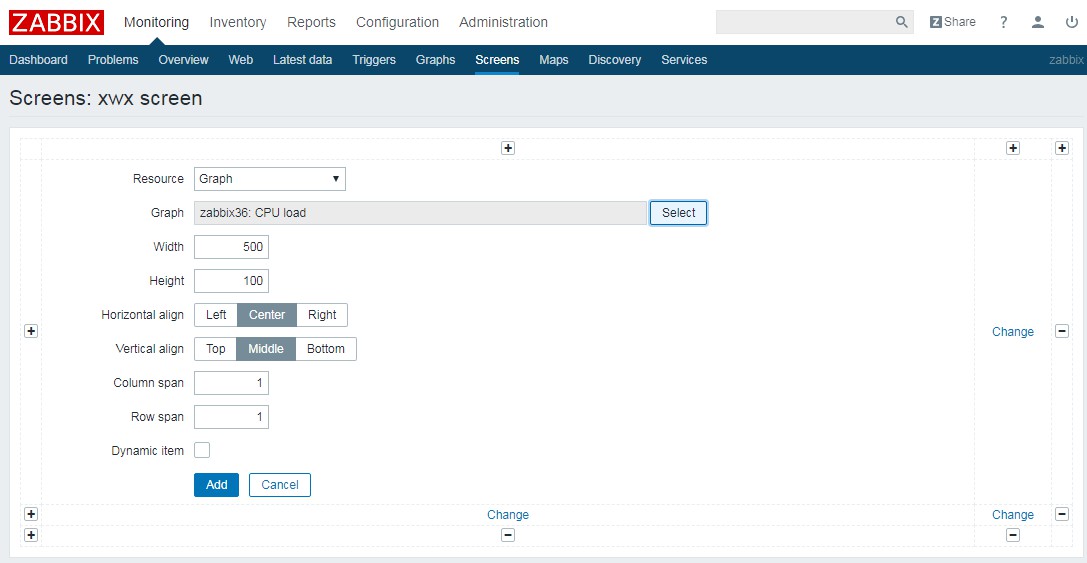 ZABBIX Monitoring Inventory Reports Configuration Administration Z Share ?
Dashboard Problems Overview Web Latest data Triggers Graphs Screens Maps Discovery Services zabbix
Screens: xwx screen
+ + +
Resource Graph ▼
Graph zabbix36: CPU load Select
Width 500
Height 100
Horizontal align Left Center Right
+ Change −
Vertical align Top Middle Bottom
Column span 1
Row span 1
Dynamic item
Add Cancel
+ Change Change −
+ − −